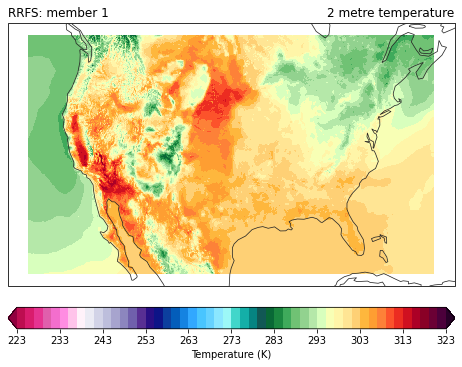 RRFS: member 1
2 metre temperature
223 233 243 253 263 273 283 293 303 313 323
Temperature (K)